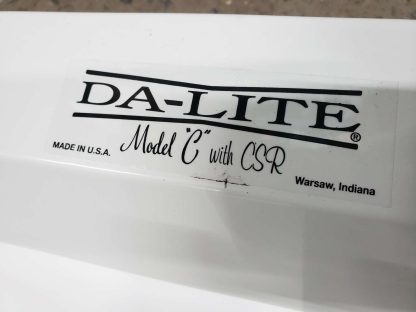 DA-LITE®
MADE IN U.S.A. Model "C" with CSR
Warsaw, Indiana